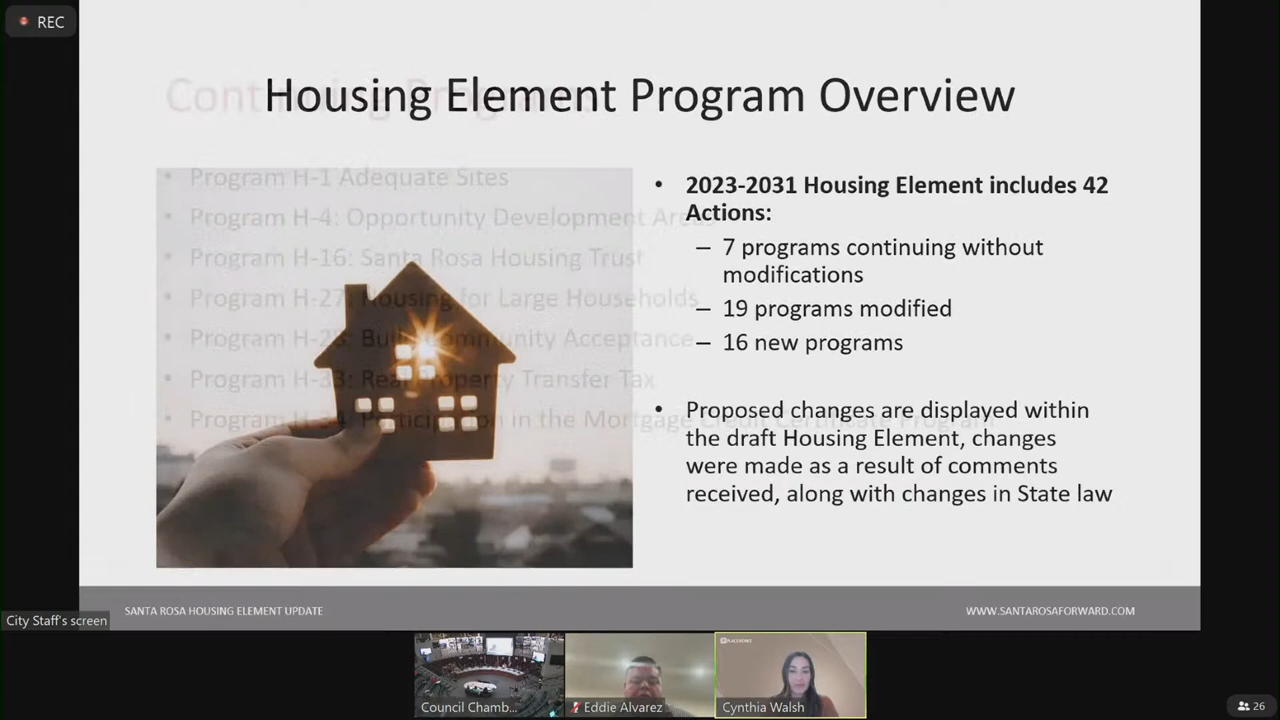 REC
Housing Element Program Overview
Program H-1 Adequate Sites
Program H-4: Opportunity Development Areas
Program H-16: Santa Rosa Housing Trust
Program H-27: Housing for Large Households
Program H-28: Build Community Acceptance
Program H-33: Real Property Transfer Tax
Program H-34: Participation in the Mortgage Credit Certificate Program
2023-2031 Housing Element includes 42
Actions:
7 programs continuing without
modifications
19 programs modified
16 new programs
Proposed changes are displayed within
the draft Housing Element, changes
were made as a result of comments
received, along with changes in State law
SANTA ROSA HOUSING ELEMENT UPDATE
WWW.SANTAROSAFORWARD.COM
City Staff's screen
PLACEWORKS
Council Chamb...
Eddie Alvarez
Cynthia Walsh
26